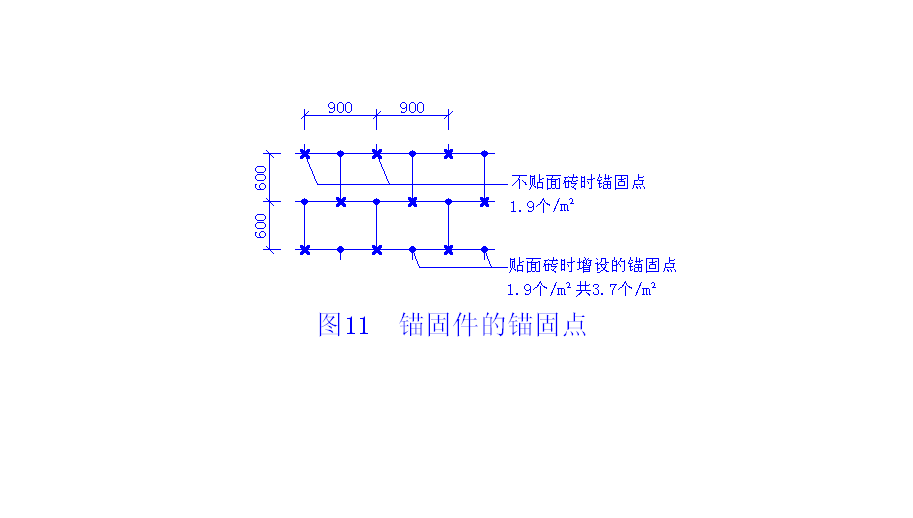 900 900
600
600
不贴面砖时锚固点
1.9个/m²
贴面砖时增设的锚固点
1.9个/m² 共3.7个/m²
图11 锚固件的锚固点